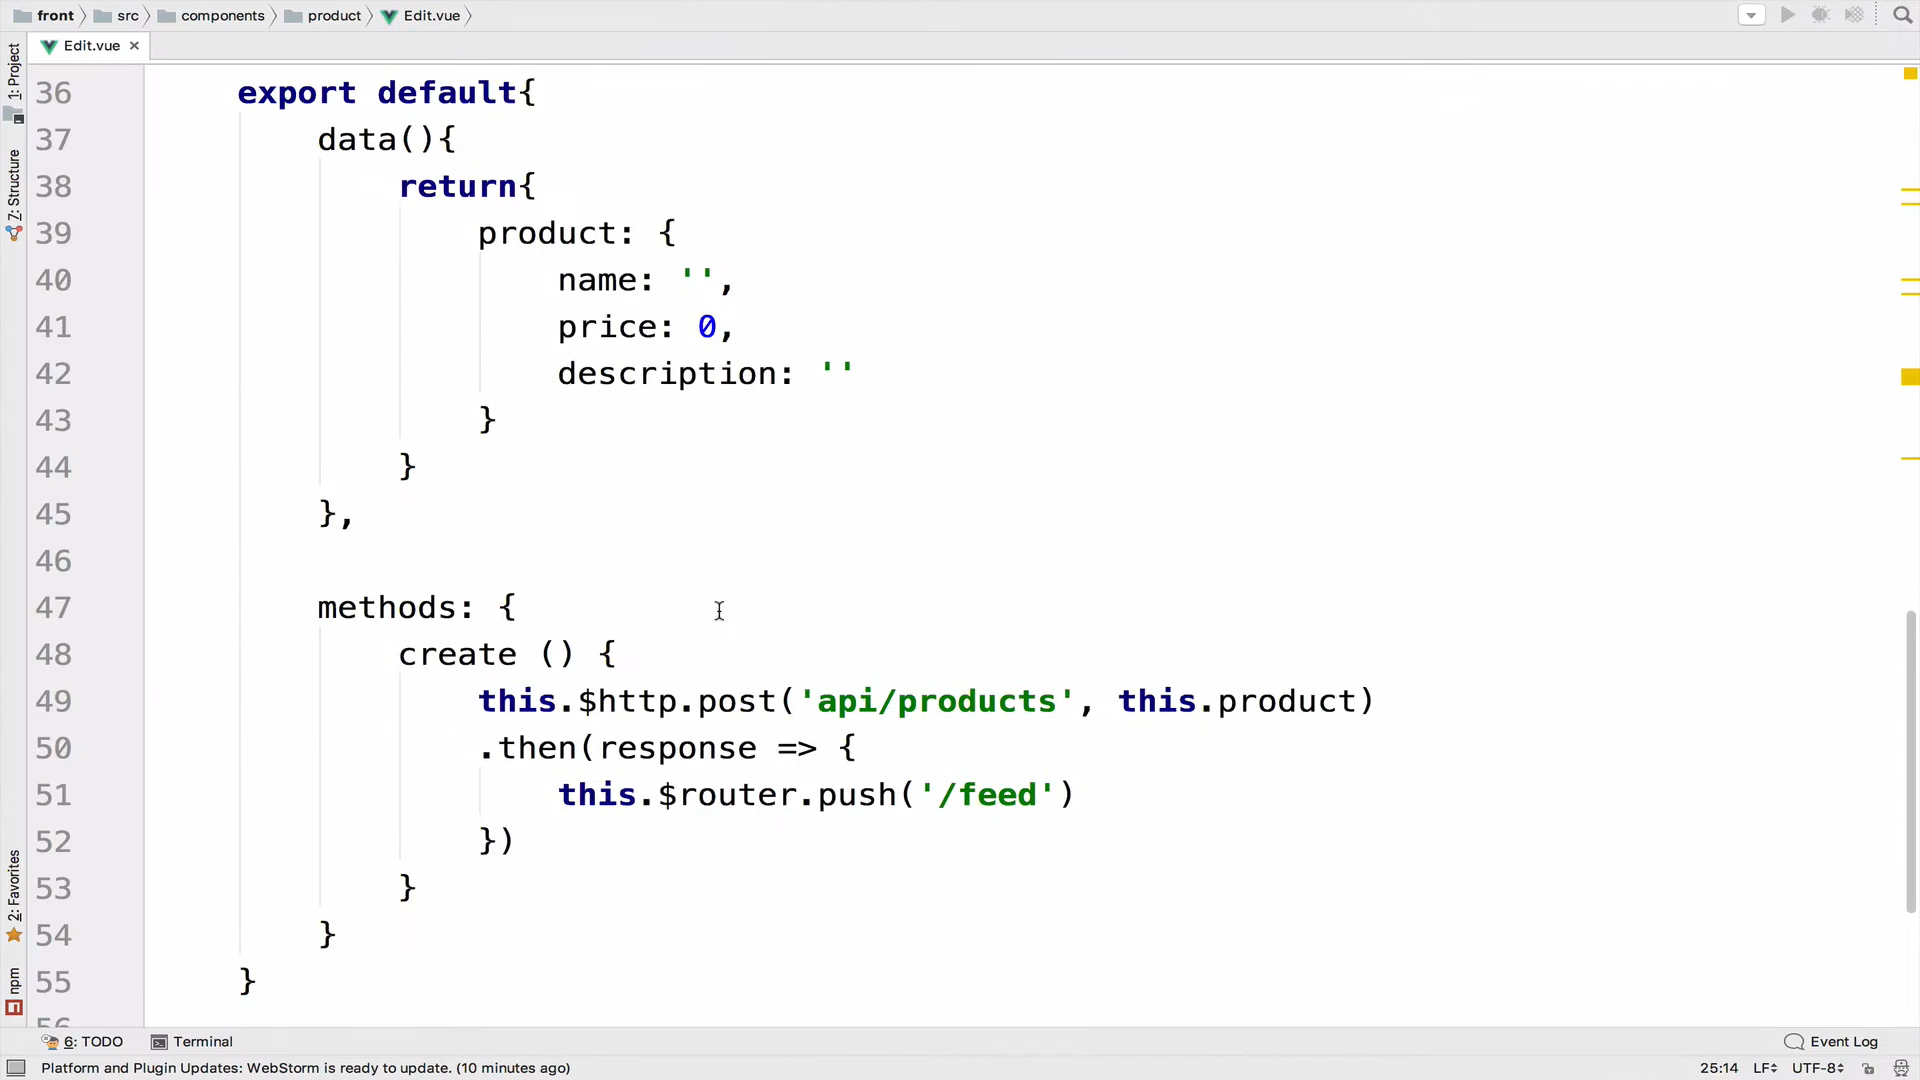 front src components product Edit.vue
Edit.vue
1: Project
7: Structure
2: Favorites
npm
36 export default{
37 data(){
38 return{
39 product: {
40 name: '',
41 price: 0,
42 description: ''
43 }
44 }
45 },
46
47 methods: {
48 create () {
49 this.$http.post('api/products', this.product)
50 .then(response => {
51 this.$router.push('/feed')
52 })
53 }
54 }
55 }
56
6: TODO Terminal Event Log
Platform and Plugin Updates: WebStorm is ready to update. (10 minutes ago) 25:14 LF UTF-8